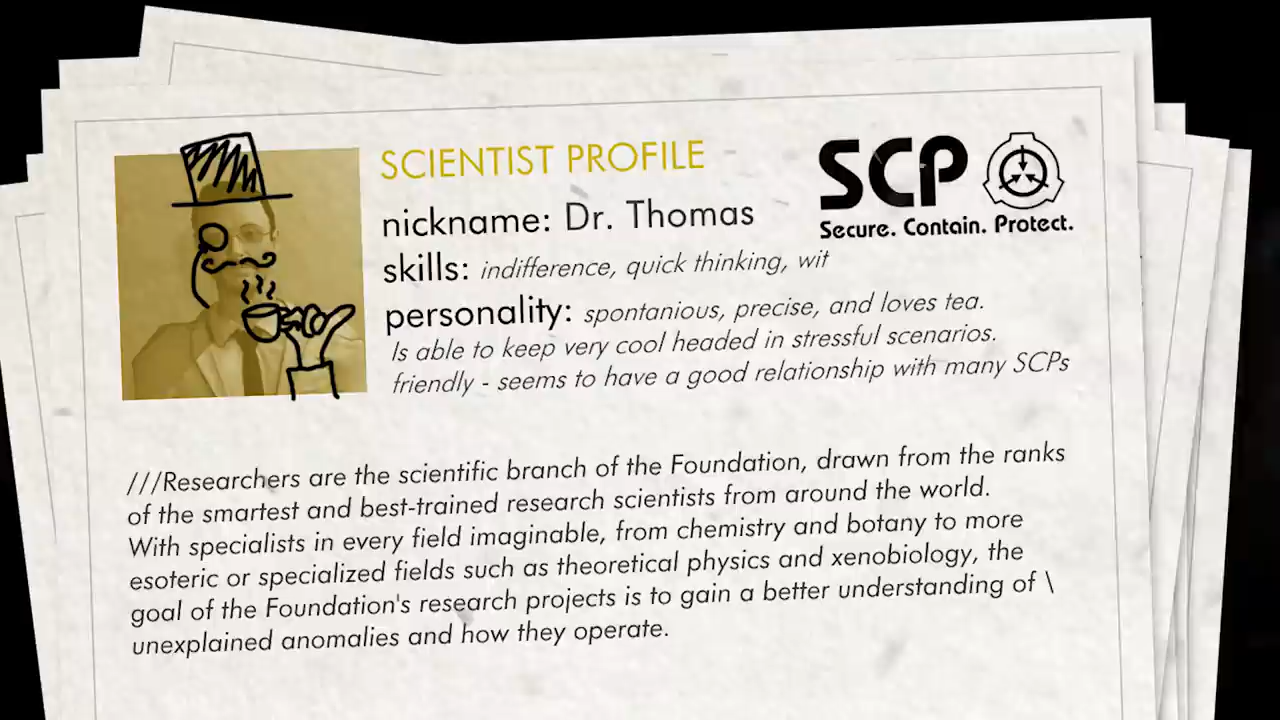 SCIENTIST PROFILE
nickname: Dr. Thomas
skills: indifference, quick thinking, wit
personality: spontanious, precise, and loves tea.
Is able to keep very cool headed in stressful scenarios.
friendly - seems to have a good relationship with many SCPs
SCP
Secure. Contain. Protect.
///Researchers are the scientific branch of the Foundation, drawn from the ranks
of the smartest and best-trained research scientists from around the world.
With specialists in every field imaginable, from chemistry and botany to more
esoteric or specialized fields such as theoretical physics and xenobiology, the
goal of the Foundation's research projects is to gain a better understanding of \
unexplained anomalies and how they operate.